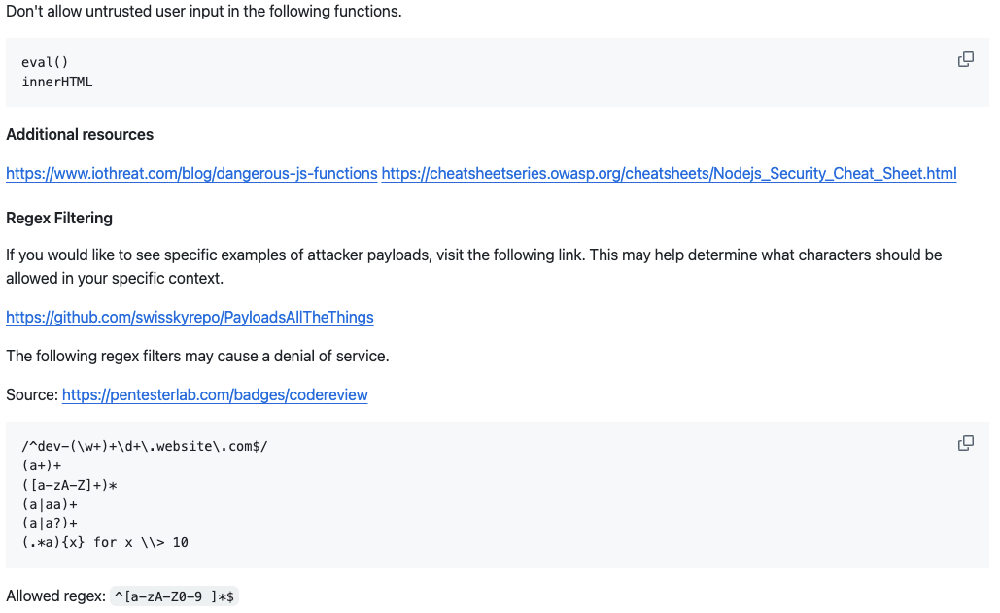 Don't allow untrusted user input in the following functions.
eval()
innerHTML
Additional resources
https://www.iothreat.com/blog/dangerous-js-functions https://cheatsheetseries.owasp.org/cheatsheets/Nodejs_Security_Cheat_Sheet.html
Regex Filtering
If you would like to see specific examples of attacker payloads, visit the following link. This may help determine what characters should be
allowed in your specific context.
https://github.com/swisskyrepo/PayloadsAllTheThings
The following regex filters may cause a denial of service.
Source: https://pentesterlab.com/badges/codereview
/^dev-(\w+)+\d+\.website\.com$/
(a+)+
([a-zA-Z]+)*
(a|aa)+
(a|a?)+
(.*a){x} for x \\> 10
Allowed regex: ^[a-zA-Z0-9 ]*$